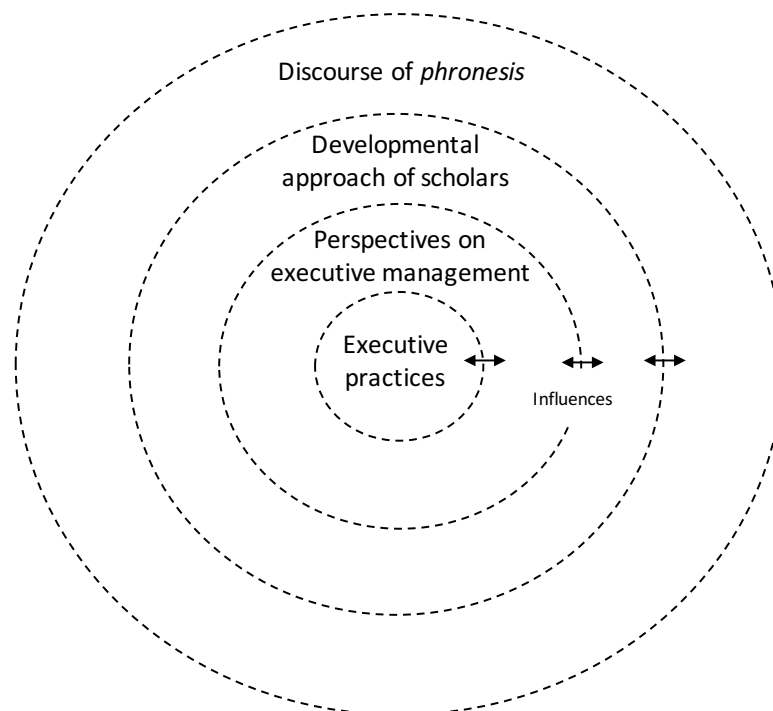 Discourse of phronesis
Developmental
approach of scholars
Perspectives on
executive management
Executive
practices
Influences